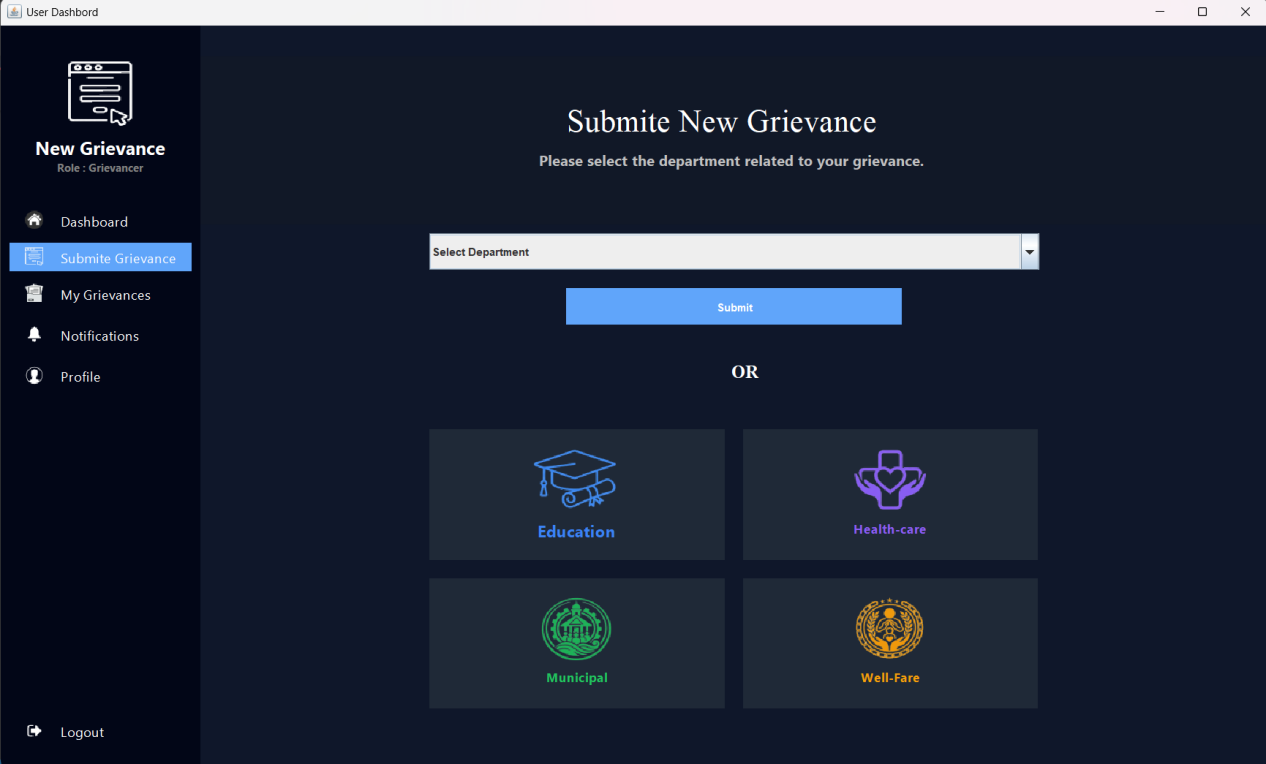 User Dashbord
New Grievance
Role : Grievancer
Dashboard
Submite Grievance
My Grievances
Notifications
Profile
Logout
Submite New Grievance
Please select the department related to your grievance.
Select Department
Submit
OR
Education
Health-care
Municipal
Well-Fare